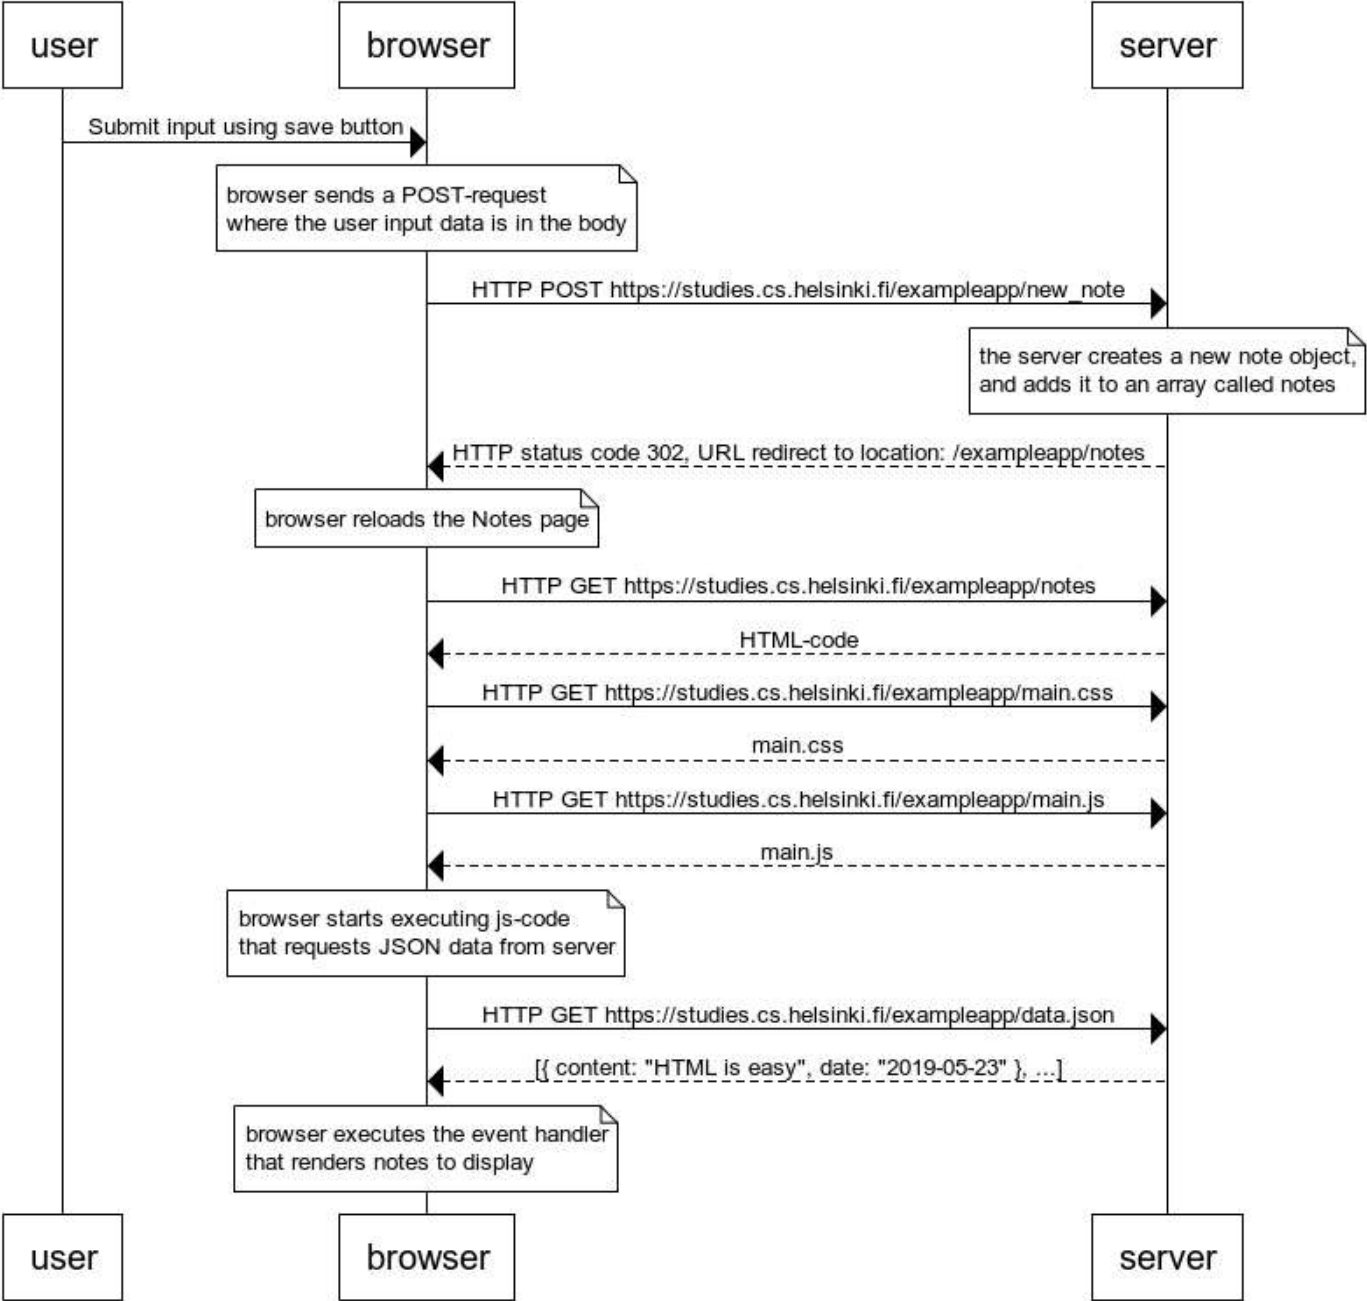 user
browser
server
Submit input using save button
browser sends a POST-request
where the user input data is in the body
HTTP POST https://studies.cs.helsinki.fi/exampleapp/new_note
the server creates a new note object,
and adds it to an array called notes
HTTP status code 302, URL redirect to location: /exampleapp/notes
browser reloads the Notes page
HTTP GET https://studies.cs.helsinki.fi/exampleapp/notes
HTML-code
HTTP GET https://studies.cs.helsinki.fi/exampleapp/main.css
main.css
HTTP GET https://studies.cs.helsinki.fi/exampleapp/main.js
main.js
browser starts executing js-code
that requests JSON data from server
HTTP GET https://studies.cs.helsinki.fi/exampleapp/data.json
[{ content: "HTML is easy", date: "2019-05-23" }, ...]
browser executes the event handler
that renders notes to display
user
browser
server